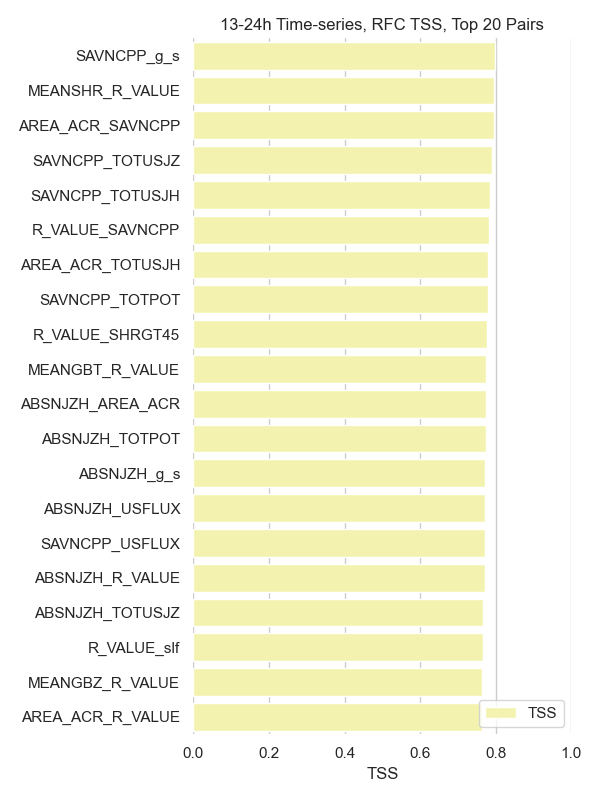 13-24h Time-series, RFC TSS, Top 20 Pairs
SAVNCPP_g_s
MEANSHR_R_VALUE
AREA_ACR_SAVNCPP
SAVNCPP_TOTUSJZ
SAVNCPP_TOTUSJH
R_VALUE_SAVNCPP
AREA_ACR_TOTUSJH
SAVNCPP_TOTPOT
R_VALUE_SHRGT45
MEANGBT_R_VALUE
ABSNJZH_AREA_ACR
ABSNJZH_TOTPOT
ABSNJZH_g_s
ABSNJZH_USFLUX
SAVNCPP_USFLUX
ABSNJZH_R_VALUE
ABSNJZH_TOTUSJZ
R_VALUE_slf
MEANGBZ_R_VALUE
AREA_ACR_R_VALUE
TSS
0.0 0.2 0.4 0.6 0.8 1.0
TSS